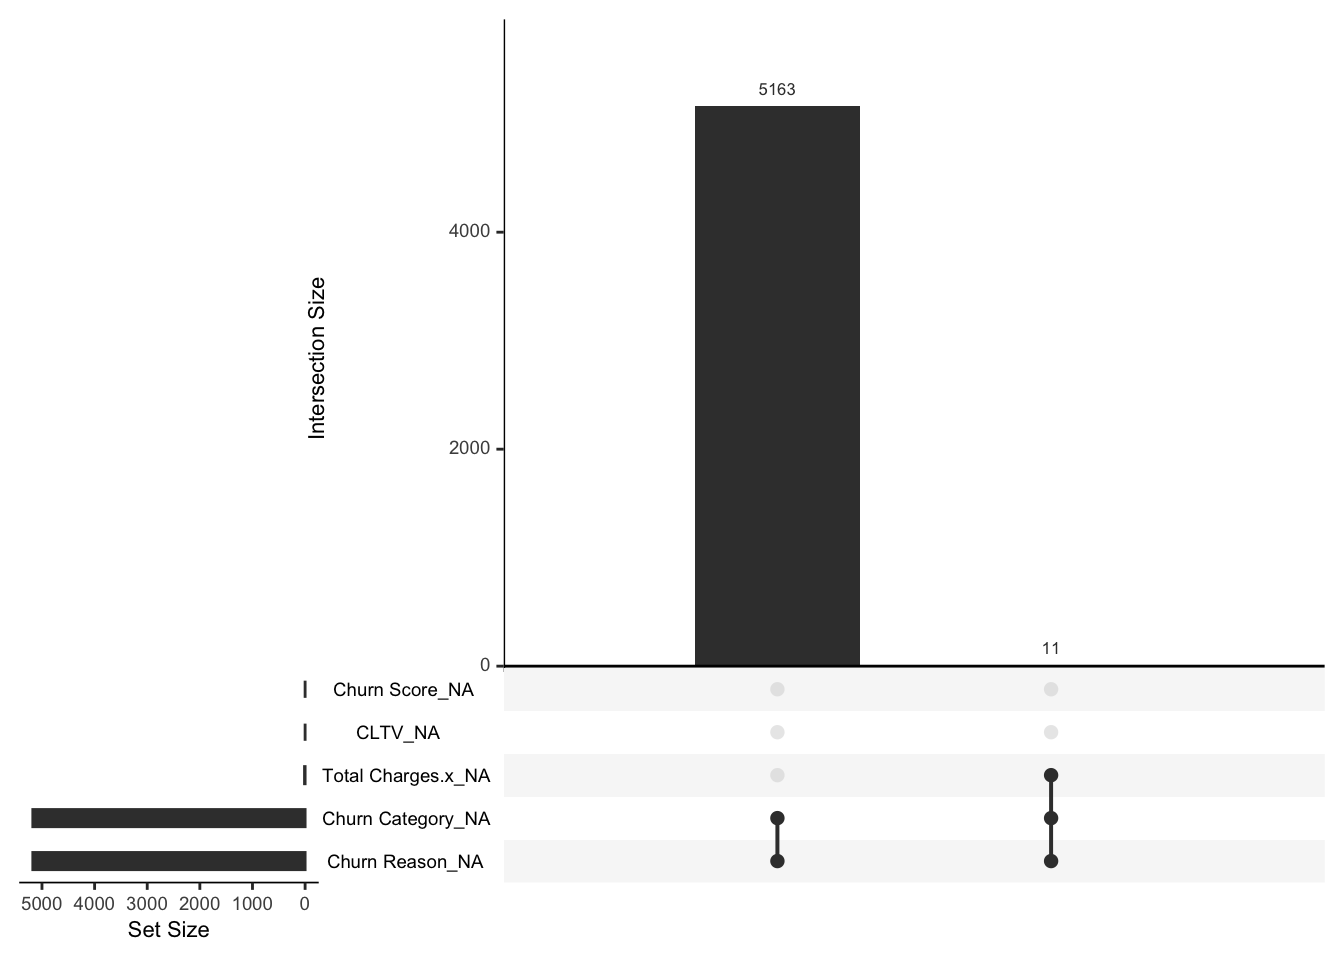 5163
4000
Intersection Size
2000
11
0
Churn Score_NA
CLTV_NA
Total Charges.x_NA
Churn Category_NA
Churn Reason_NA
5000 4000 3000 2000 1000 0
Set Size